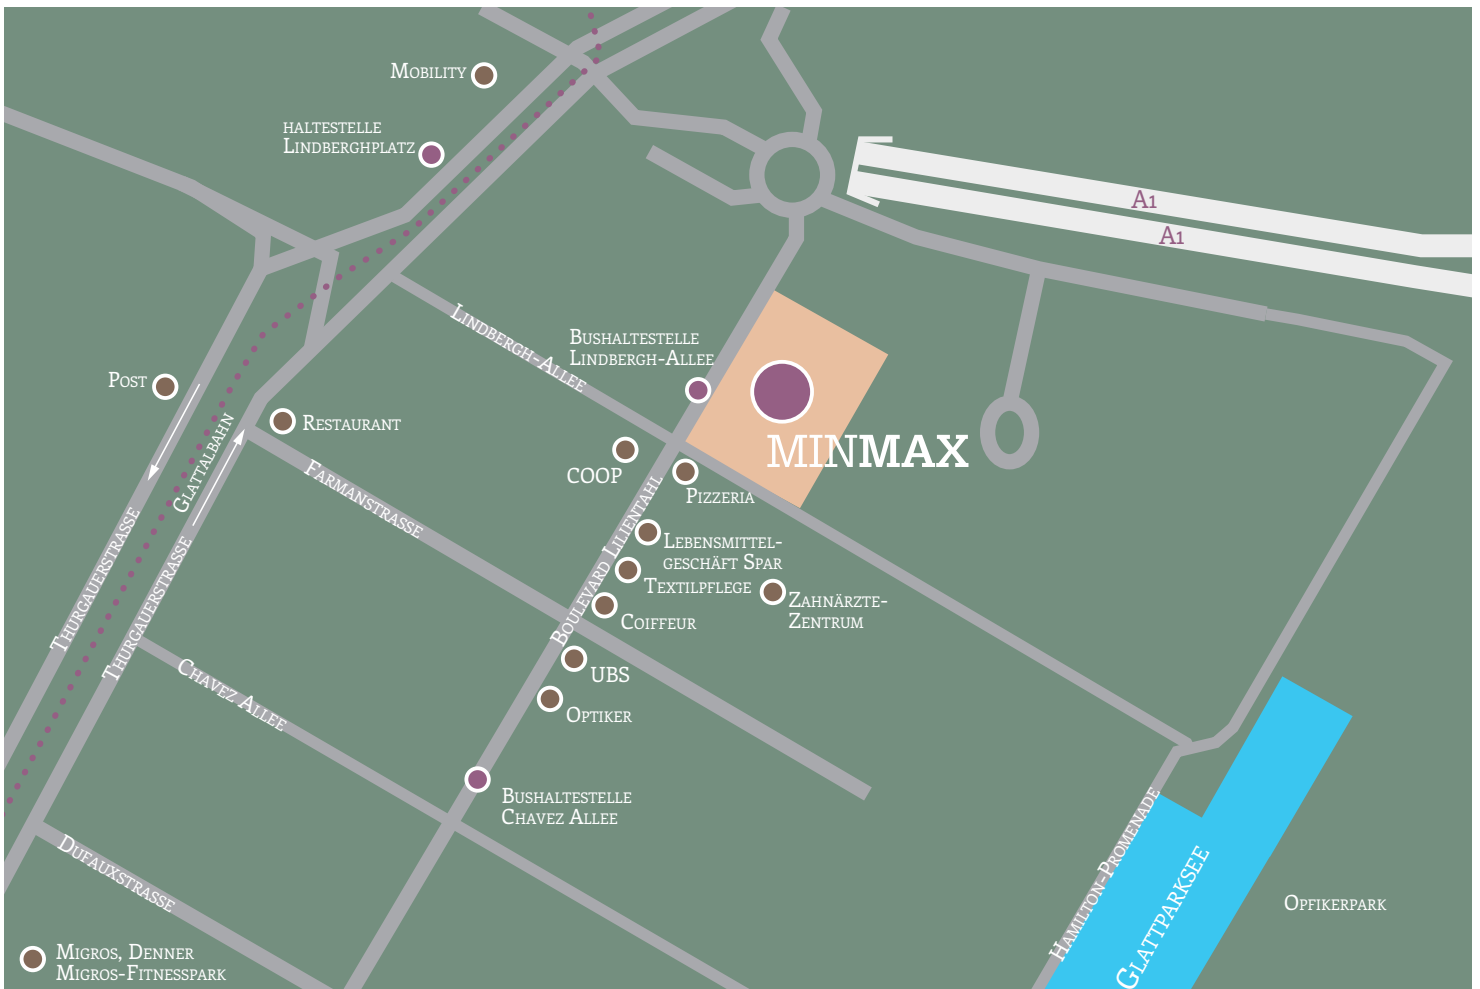 Mobility
haltestelle
Lindberghplatz
A1
A1
Lindbergh-Allee
Bushaltestelle
Lindbergh-Allee
Post
Restaurant
Glattalbahn
MINMAX
COOP
Farmanstrasse
Pizzeria
Boulevard Lilientahl
Lebensmittel-
geschäft Spar
Textilpflege
Zahnärzte-
Zentrum
Coiffeur
Thurgauerstrasse
Thurgauerstrasse
UBS
Chavez Allee
Optiker
Bushaltestelle
Chavez Allee
Dufauxstrasse
Hamilton-Promenade
Glattparksee
Opfikerpark
Migros, Denner
Migros-Fitnesspark